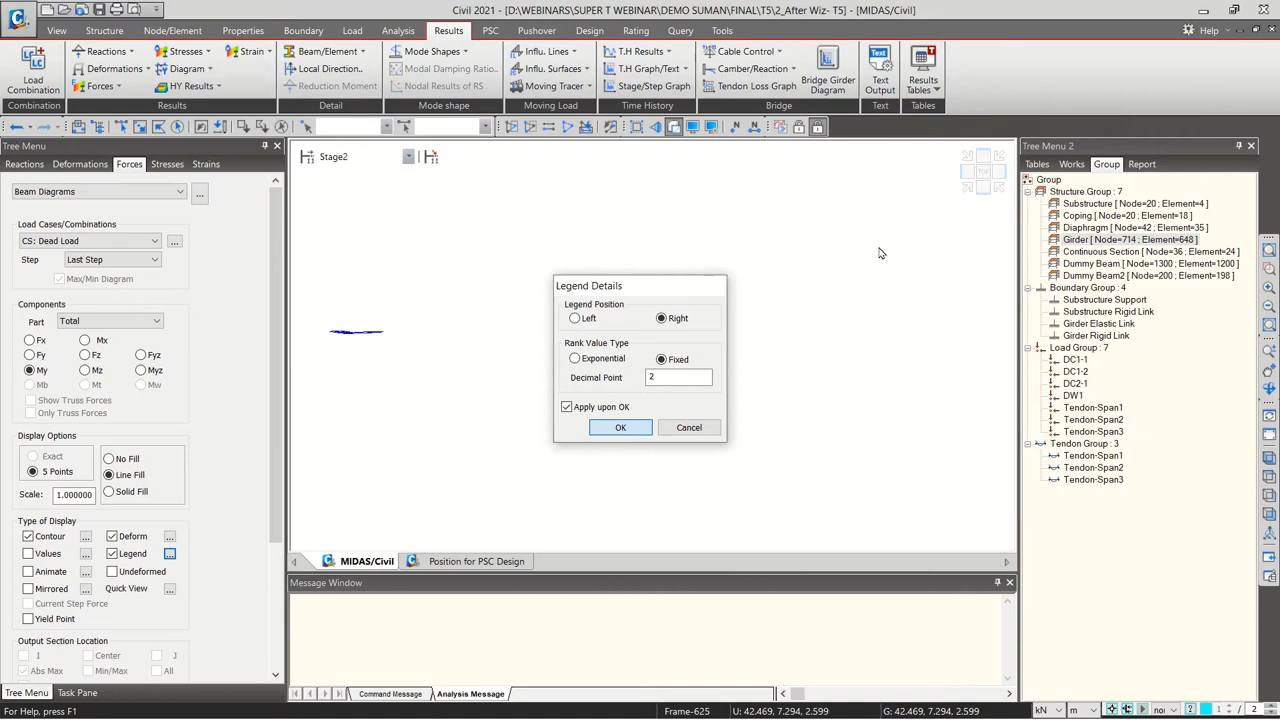 Civil 2021 - [D:\WEBINARS\SUPER T WEBINAR\DEMO SUMAN\FINAL\T5\2_After Wiz- T5] - [MIDAS/Civil]
View Structure Node/Element Properties Boundary Load Analysis Results PSC Pushover Design Rating Query Tools Help
Reactions Stresses Strain Beam/Element Mode Shapes Influ. Lines T.H Results Cable Control
Deformations Diagram Local Direction.. Modal Damping Ratio.. Influ. Surfaces T.H Graph/Text Camber/Reaction
Forces HY Results Reduction Moment Nodal Results of RS Moving Tracer Stage/Step Graph Tendon Loss Graph
Load Combination
Bridge Girder Diagram
Text Output
Results Tables
Combination Results Detail Mode shape Moving Load Time History Bridge Text Tables
Tree Menu
Reactions Deformations Forces Stresses Strains
Beam Diagrams ...
Load Cases/Combinations
CS: Dead Load ...
Step Last Step
Max/Min Diagram
Components
Part Total
Fx Mx
Fy Fz Fyz
My Mz Myz
Mb Mt Mw
Show Truss Forces
Only Truss Forces
Display Options
Exact No Fill
5 Points Line Fill
Scale: 1.000000 Solid Fill
Type of Display
Contour ... Deform ...
Values ... Legend ...
Animate ... Undeformed
Mirrored ... Quick View ...
Current Step Force
Yield Point
Output Section Location
I Center J
Abs Max Min/Max All
Tree Menu Task Pane
Stage2
TOP
Legend Details
Legend Position
Left Right
Rank Value Type
Exponential Fixed
Decimal Point 2
Apply upon OK
OK Cancel
MIDAS/Civil Position for PSC Design
Message Window
Command Message Analysis Message
Tree Menu 2
Tables Works Group Report
Group
Structure Group : 7
Substructure [ Node=20 ; Element=4 ]
Coping [ Node=20 ; Element=18 ]
Diaphragm [ Node=42 ; Element=35 ]
Girder [ Node=714 ; Element=648 ]
Continuous Section [ Node=36 ; Element=24 ]
Dummy Beam [ Node=1300 ; Element=1200 ]
Dummy Beam2 [ Node=200 ; Element=198 ]
Boundary Group : 4
Substructure Support
Substructure Rigid Link
Girder Elastic Link
Girder Rigid Link
Load Group : 7
DC1-1
DC1-2
DC2-1
DW1
Tendon-Span1
Tendon-Span2
Tendon-Span3
Tendon Group : 3
Tendon-Span1
Tendon-Span2
Tendon-Span3
For Help, press F1 Frame-625 U: 42.469, 7.294, 2.599 G: 42.469, 7.294, 2.599 kN m nor ? 1 / 2